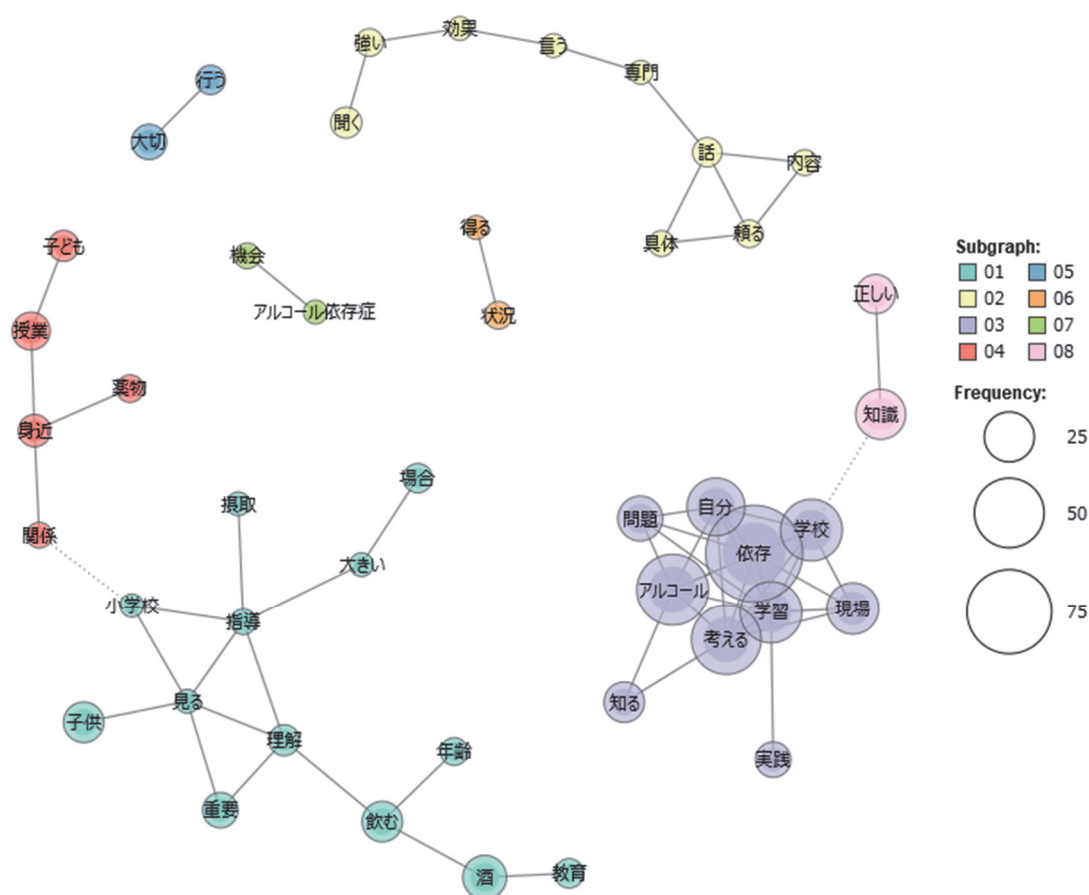 強い
効果
言う
専門
行う
聞く
大切
話
内容
得る
頼る
具体
子ども
機会
アルコール依存症
状況
正しい
授業
薬物
身近
知識
関係
摂取
場合
大きい
小学校
指導
見る
子供
理解
重要
年齢
飲む
酒
教育
問題
自分
学校
依存
アルコール
学習
現場
考える
知る
実践
Subgraph:
01 05
02 06
03 07
04 08
Frequency:
25
50
75